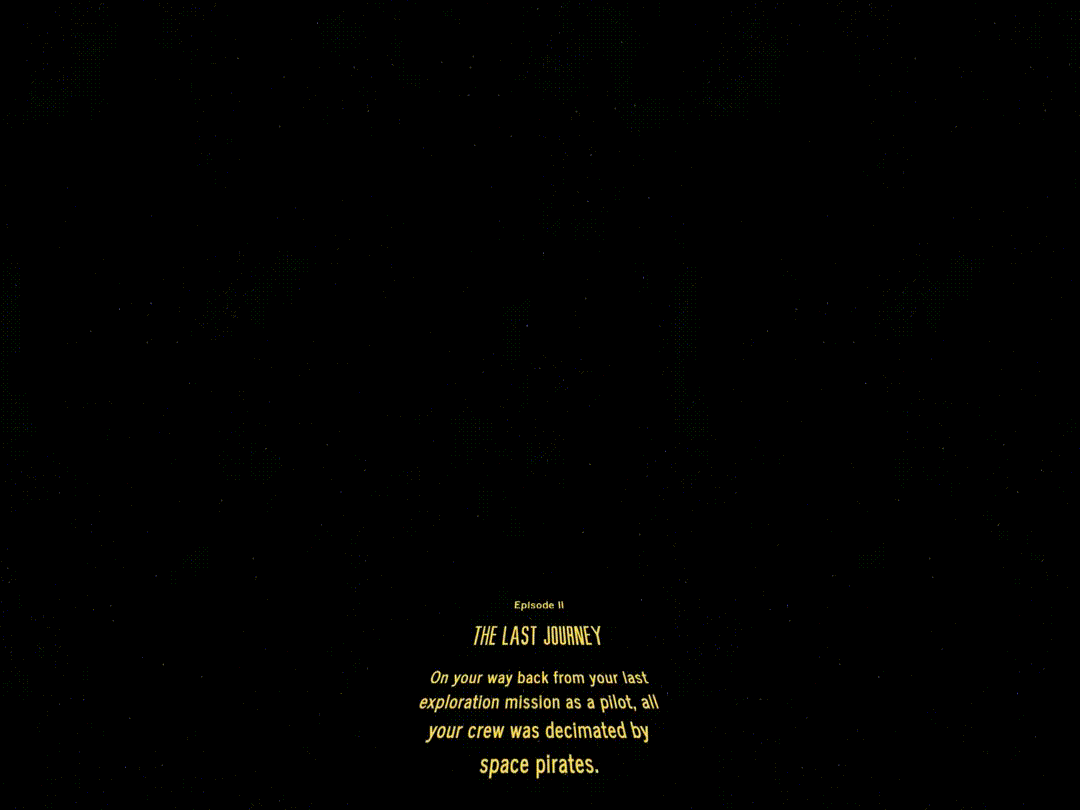 Episode II
THE LAST JOURNEY
On your way back from your last
exploration mission as a pilot, all
your crew was decimated by
space pirates.